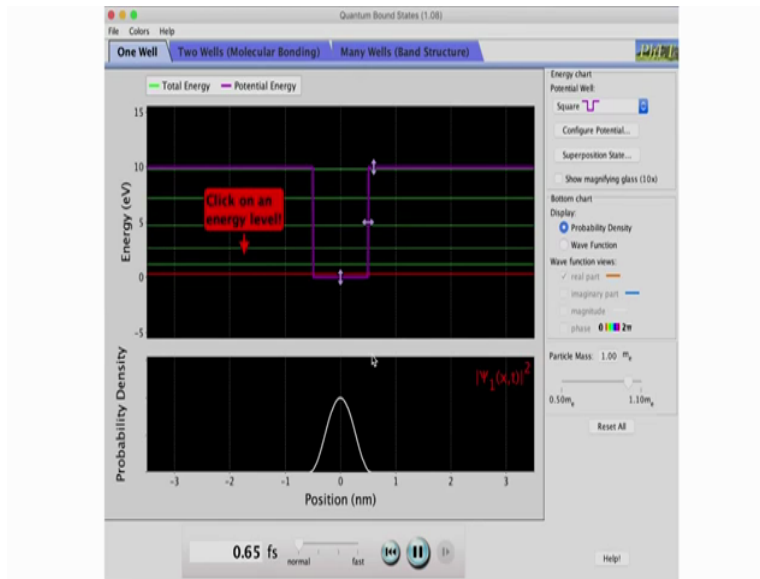 Quantum Bound States (1.08)
File Colors Help
One Well Two Wells (Molecular Bonding) Many Wells (Band Structure)
PhET
Total Energy Potential Energy
Energy chart
Potential Well:
Square
Configure Potential...
Superposition State...
Show magnifying glass (10x)
Bottom chart
Display:
Probability Density
Wave Function
Wave function views:
real part
imaginary part
magnitude
phase 0 2π
Particle Mass: 1.00 mₑ
0.50mₑ 1.10mₑ
Reset All
Help!
15
10
5
0
-5
Energy (eV)
Click on an
energy level!
Probability Density
|Ψ₁(x,t)|²
-3 -2 -1 0 1 2 3
Position (nm)
0.65 fs
normal fast